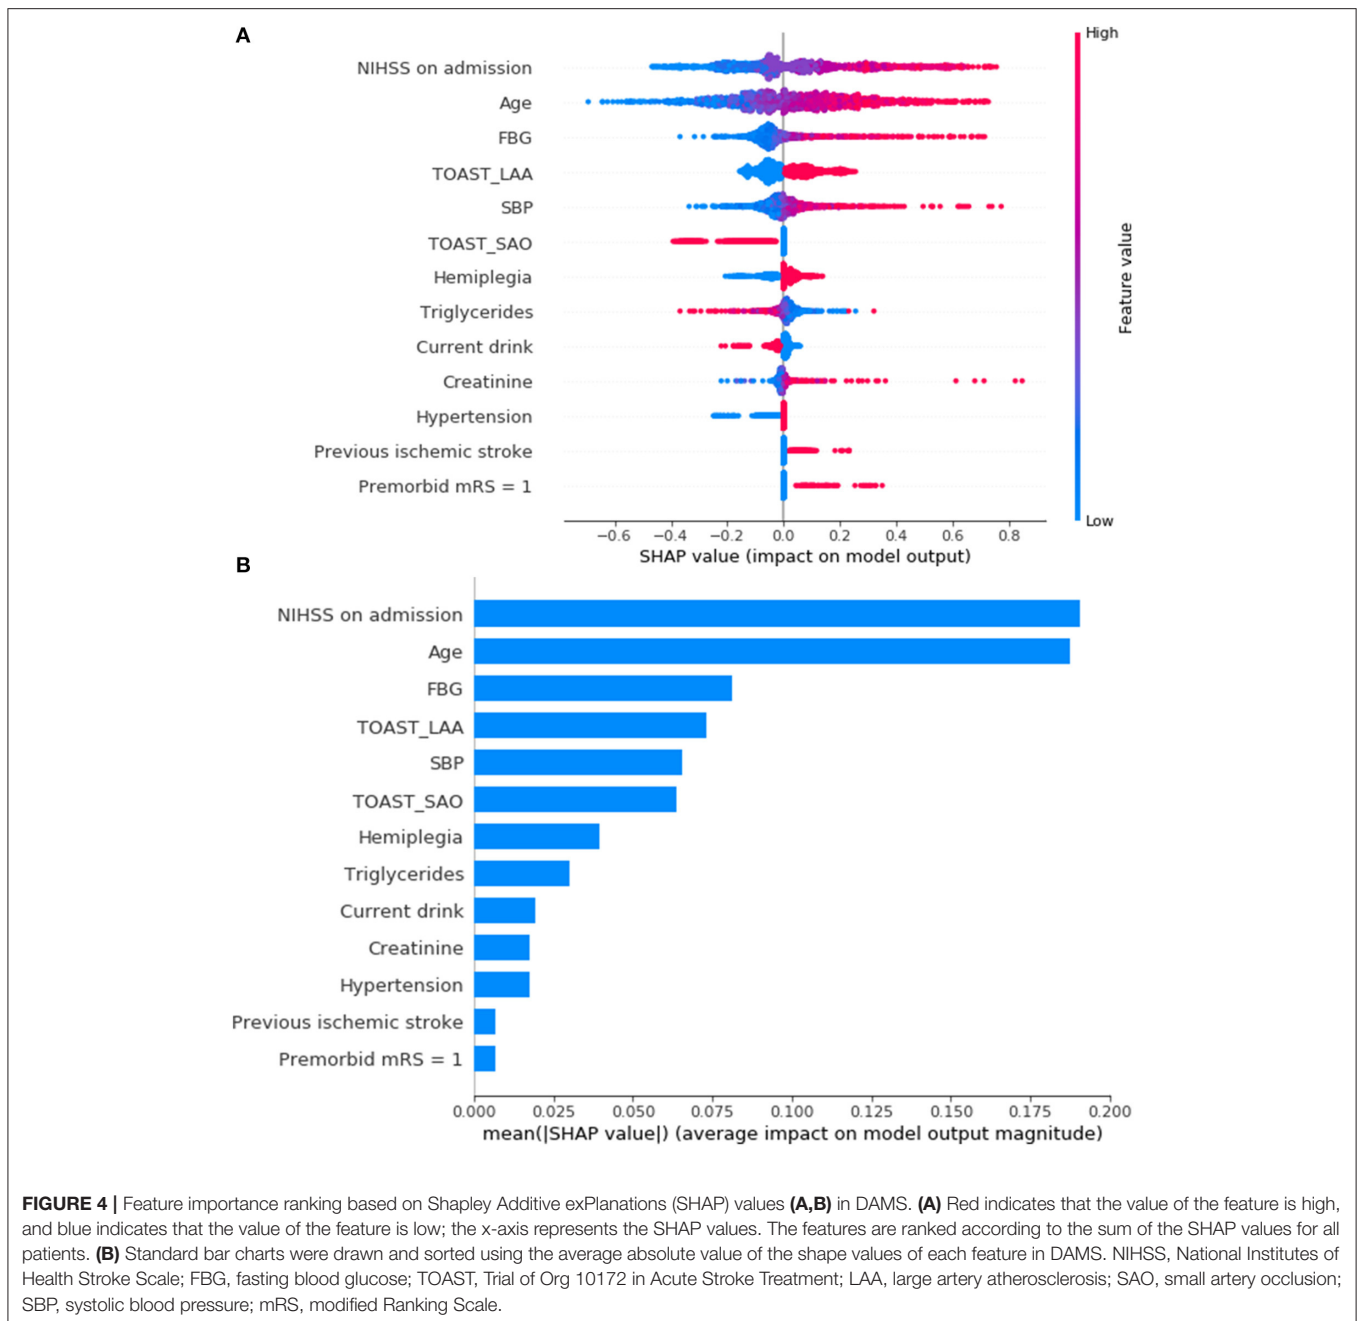 A
High
NIHSS on admission
Age
FBG
TOAST_LAA
SBP
TOAST_SAO
Hemiplegia
Triglycerides
Current drink
Creatinine
Hypertension
Previous ischemic stroke
Premorbid mRS = 1
Feature value
Low
−0.6 −0.4 −0.2 0.0 0.2 0.4 0.6 0.8
SHAP value (impact on model output)
B
NIHSS on admission
Age
FBG
TOAST_LAA
SBP
TOAST_SAO
Hemiplegia
Triglycerides
Current drink
Creatinine
Hypertension
Previous ischemic stroke
Premorbid mRS = 1
0.000 0.025 0.050 0.075 0.100 0.125 0.150 0.175 0.200
mean(|SHAP value|) (average impact on model output magnitude)
FIGURE 4 | Feature importance ranking based on Shapley Additive exPlanations (SHAP) values (A,B) in DAMS. (A) Red indicates that the value of the feature is high,
and blue indicates that the value of the feature is low; the x-axis represents the SHAP values. The features are ranked according to the sum of the SHAP values for all
patients. (B) Standard bar charts were drawn and sorted using the average absolute value of the shape values of each feature in DAMS. NIHSS, National Institutes of
Health Stroke Scale; FBG, fasting blood glucose; TOAST, Trial of Org 10172 in Acute Stroke Treatment; LAA, large artery atherosclerosis; SAO, small artery occlusion;
SBP, systolic blood pressure; mRS, modified Ranking Scale.